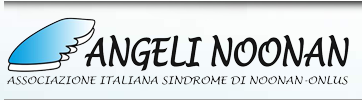 ANGELI NOONAN
ASSOCIAZIONE ITALIANA SINDROME DI NOONAN-ONLUS